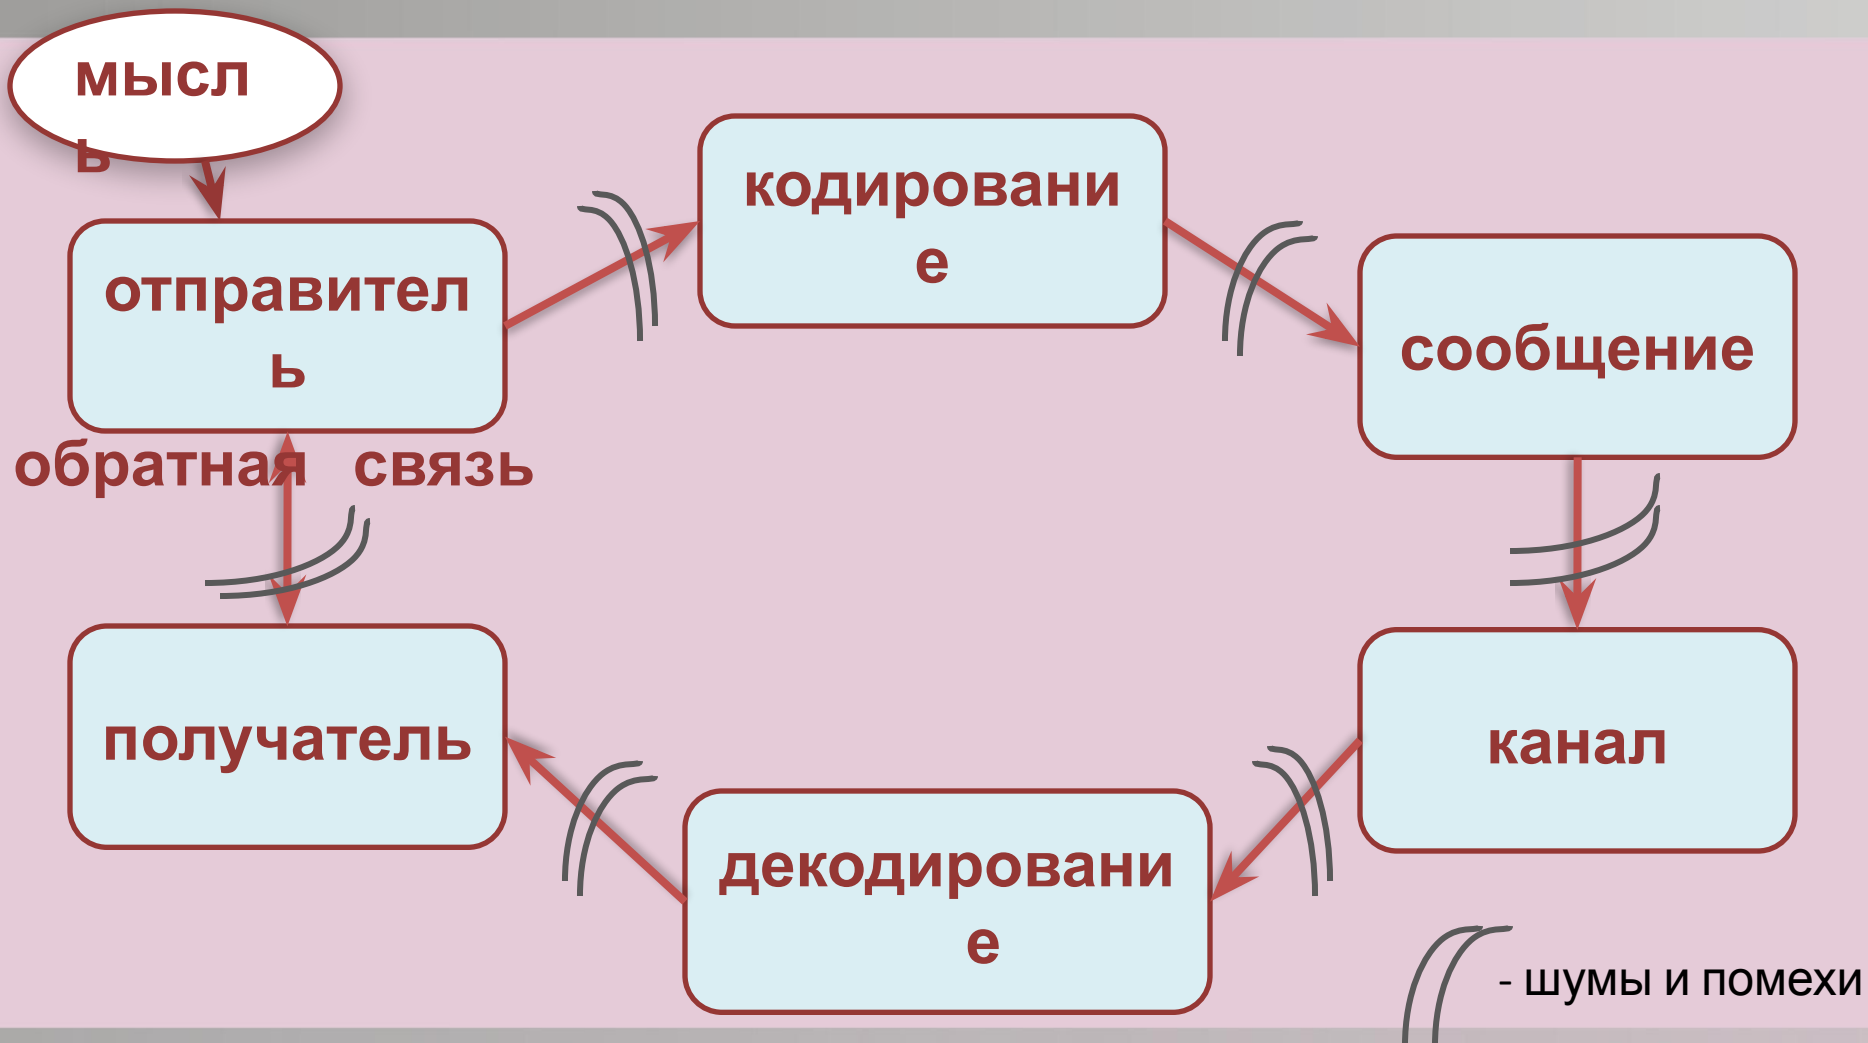 мысл
ь
отправител
ь
кодировани
е
сообщение
обратная связь
получатель
декодировани
е
канал
- шумы и помехи